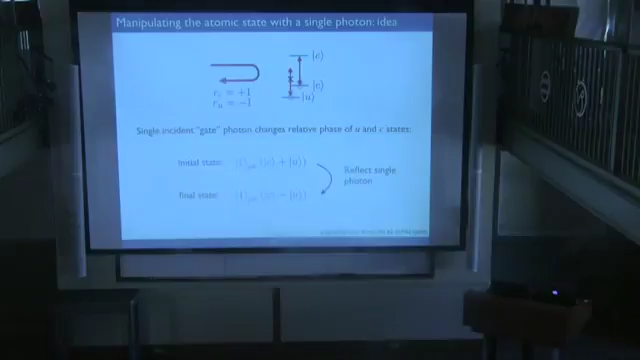 Manipulating the atomic state with a single photon: idea
|e⟩
r_c = +1
|c⟩
r_u = −1
|u⟩
Single incident "gate" photon changes relative phase of u and c states:
initial state:
Reflect single
photon
final state: